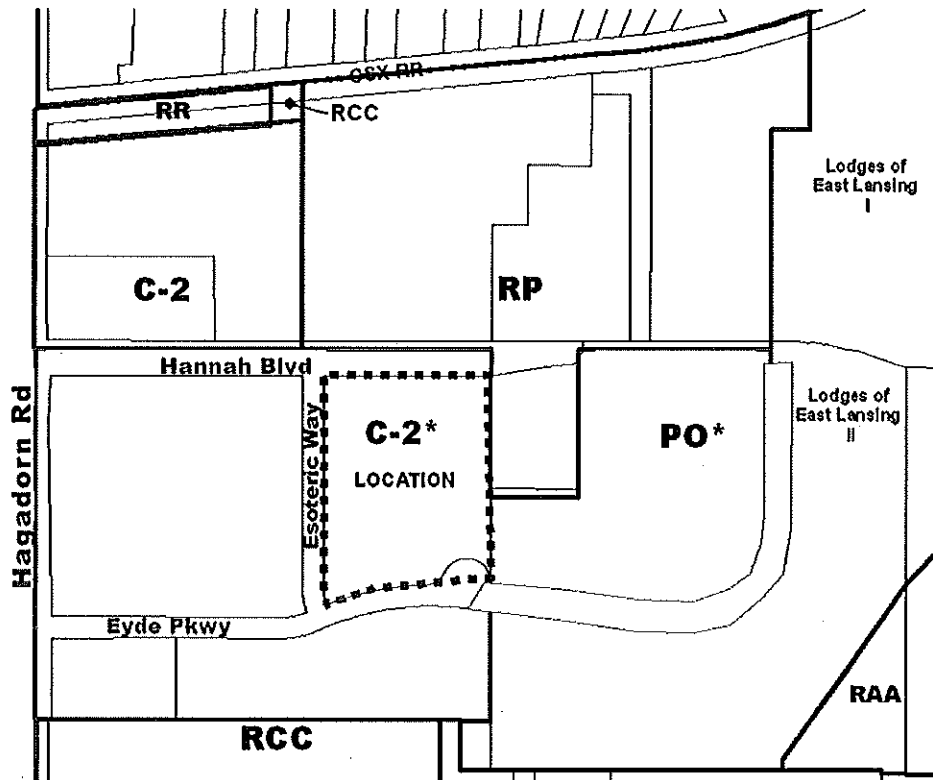 CSX RR
RR
RCC
Lodges of
East Lansing
I
C-2
RP
Hannah Blvd
Hagadorn Rd
Esoteric Way
C-2*
LOCATION
PO*
Lodges of
East Lansing
II
Eyde Pkwy
RAA
RCC